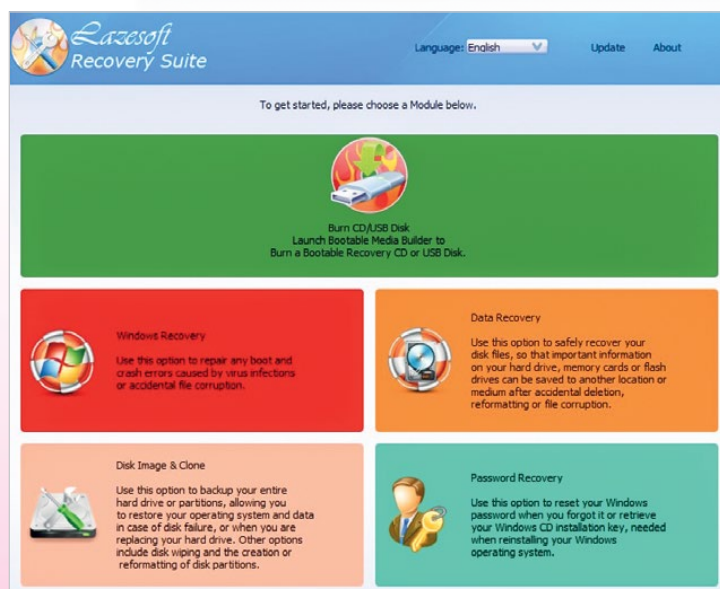 Lazesoft
Recovery Suite
Language: English
Update
About
To get started, please choose a Module below.
Burn CD/USB Disk
Launch Bootable Media Builder to
Burn a Bootable Recovery CD or USB Disk.
Windows Recovery
Use this option to repair any boot and
crash errors caused by virus infections
or accidental file corruption.
Data Recovery
Use this option to safely recover your
disk files, so that important information
on your hard drive, memory cards or flash
drives can be saved to another location or
medium after accidental deletion,
reformatting or file corruption.
Disk Image & Clone
Use this option to backup your entire
hard drive or partitions, allowing you
to restore your operating system and data
in case of disk failure, or when you are
replacing your hard drive. Other options
include disk wiping and the creation or
reformatting of disk partitions.
Password Recovery
Use this option to reset your Windows
password when you forgot it or retrieve
your Windows CD installation key, needed
when reinstalling your Windows
operating system.